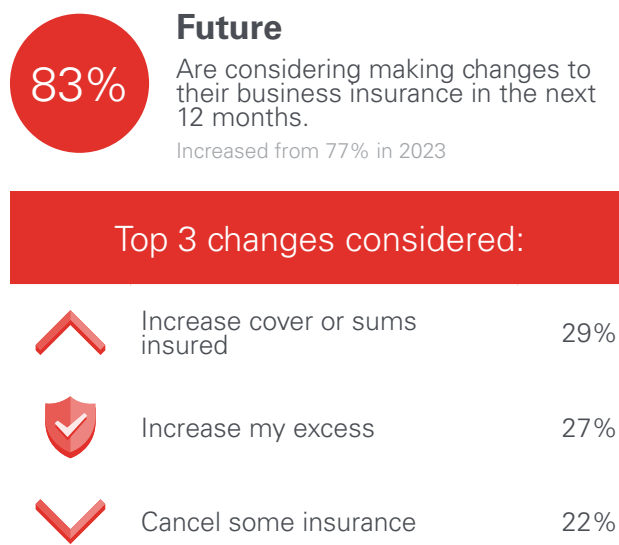 Future
83%
Are considering making changes to
their business insurance in the next
12 months.
Increased from 77% in 2023
Top 3 changes considered:
Increase cover or sums
insured
29%
Increase my excess
27%
Cancel some insurance
22%